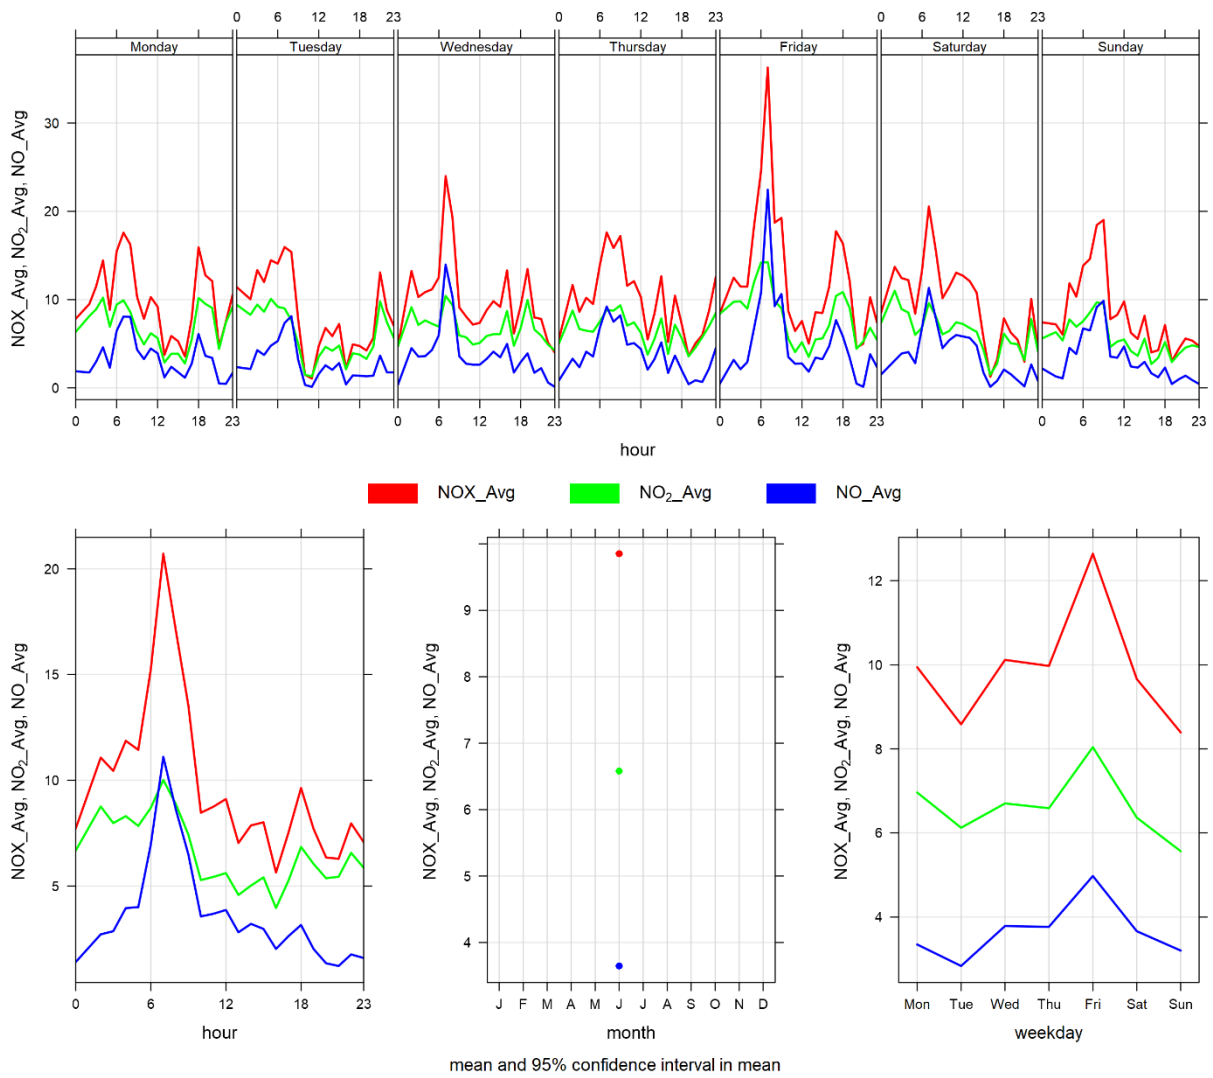 0 6 12 18 23 0 6 12 18 23 0 6 12 18 23
0 6 12 18 23 0 6 12 18 23 0 6 12 18 23 0 6 12 18 23
Monday Tuesday Wednesday Thursday Friday Saturday Sunday
NOX_Avg, NO₂_Avg, NO_Avg
30
20
10
0
hour
NOX_Avg NO₂_Avg NO_Avg
NOX_Avg, NO₂_Avg, NO_Avg
20
15
10
5
0 6 12 18 23
hour
NOX_Avg, NO₂_Avg, NO_Avg
9
8
7
6
5
4
J F M A M J J A S O N D
month
NOX_Avg, NO₂_Avg, NO_Avg
12
10
8
6
4
Mon Tue Wed Thu Fri Sat Sun
weekday
mean and 95% confidence interval in mean